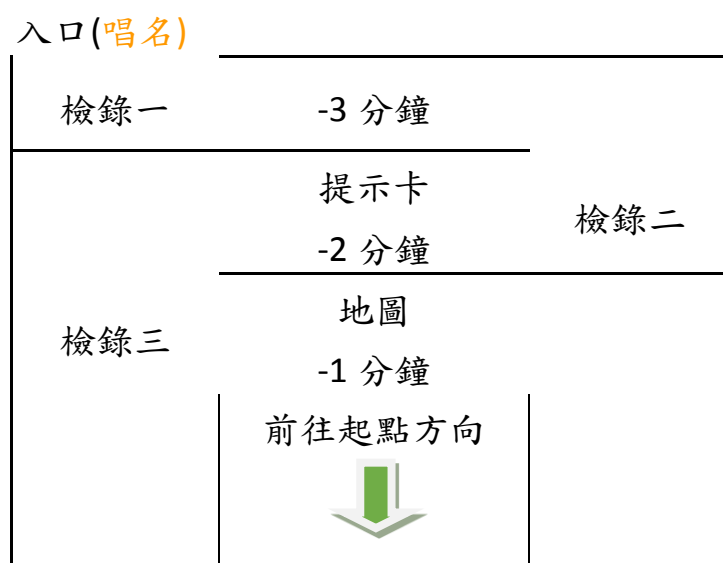 入口(唱名)
檢錄一
-3 分鐘
提示卡
-2 分鐘
檢錄二
檢錄三
地圖
-1 分鐘
前往起點方向